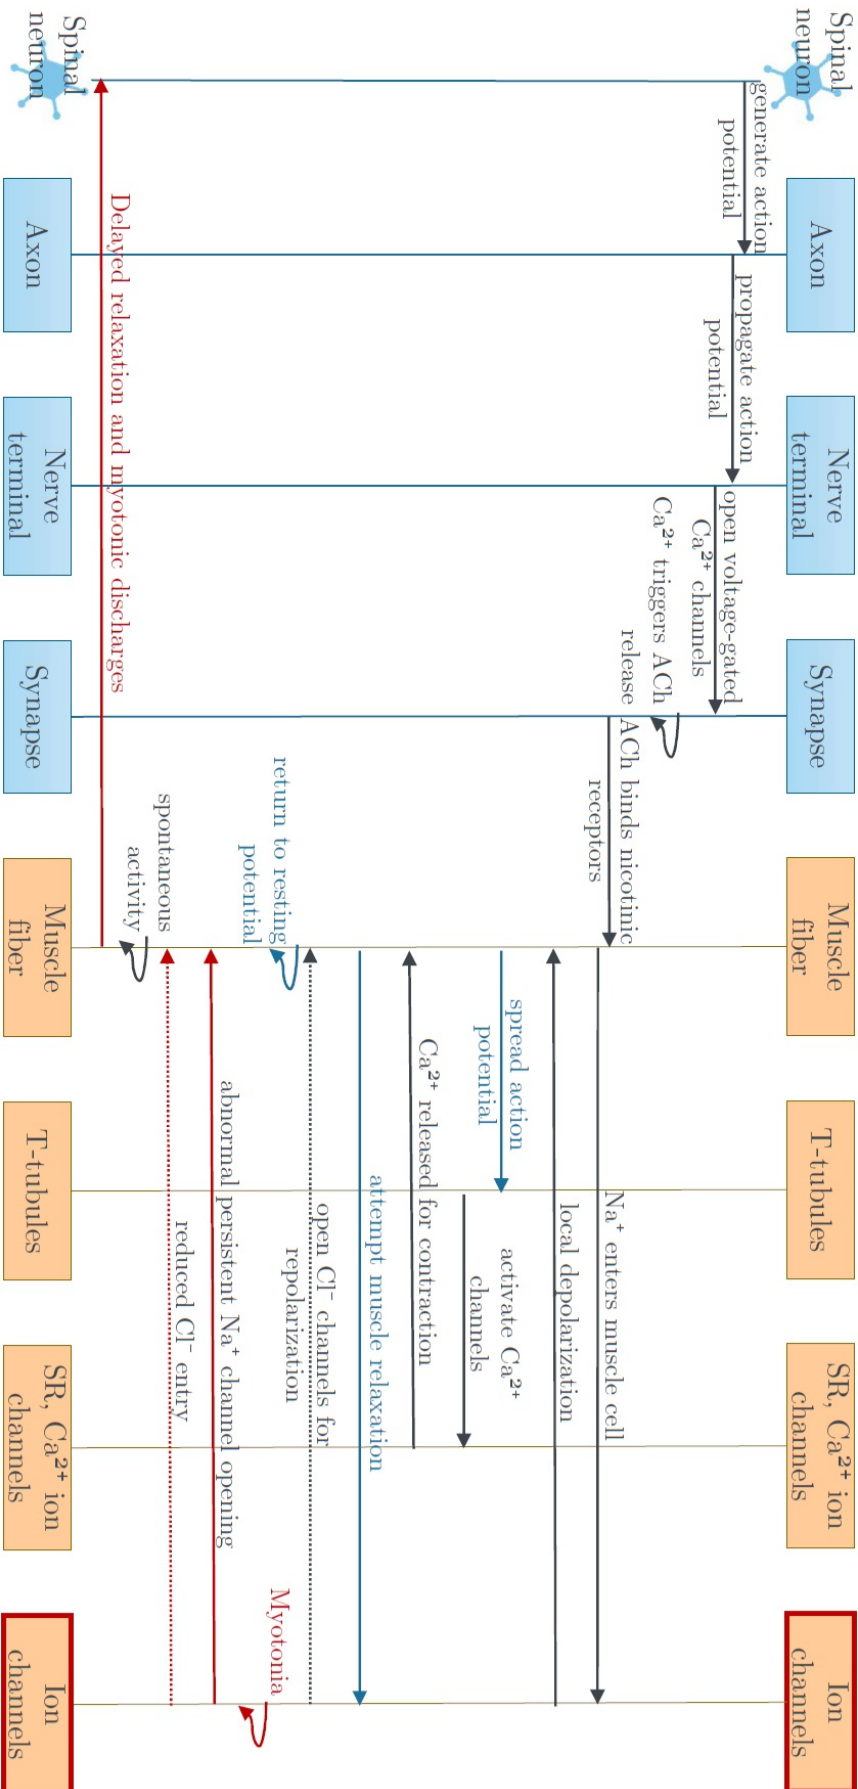 Spinal
neuron
Axon
Nerve
terminal
Synapse
Muscle
fiber
T-tubules
SR, Ca²⁺ ion
channels
Ion
channels
generate action
potential
propagate action
potential
open voltage-gated
Ca²⁺ channels
Ca²⁺ triggers ACh
release
ACh binds nicotinic
receptors
Na⁺ enters muscle cell
local depolarization
spread action
potential
activate Ca²⁺
channels
Ca²⁺ released for contraction
attempt muscle relaxation
open Cl⁻ channels for
repolarization
return to resting
potential
Myotonia
abnormal persistent Na⁺ channel opening
reduced Cl⁻ entry
spontaneous
activity
Delayed relaxation and myotonic discharges
Spinal
neuron
Axon
Nerve
terminal
Synapse
Muscle
fiber
T-tubules
SR, Ca²⁺ ion
channels
Ion
channels